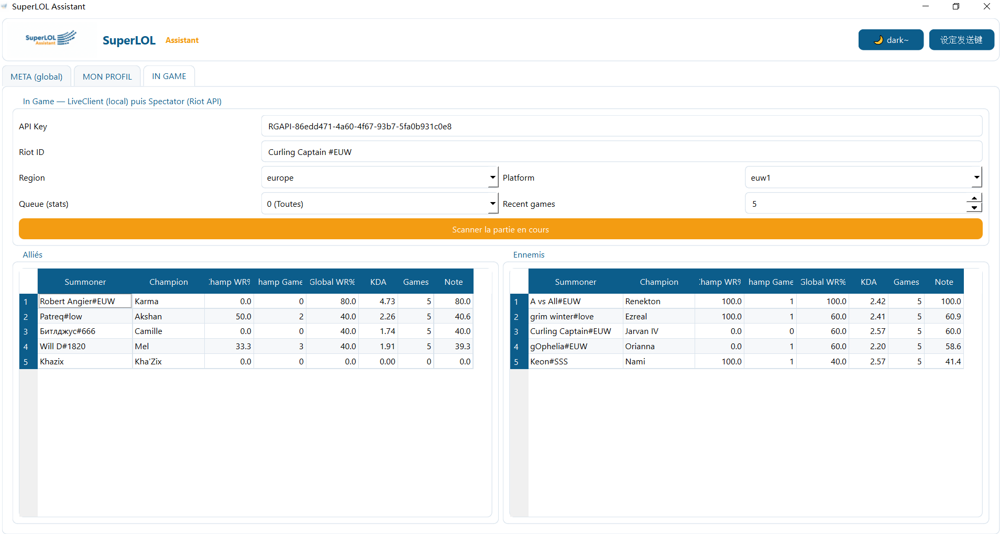 SuperLOL Assistant
SuperLOL
Assistant
SuperLOL Assistant
🌙 dark~ 设定发送键
META (global) MON PROFIL IN GAME
In Game — LiveClient (local) puis Spectator (Riot API)
API Key RGAPI-86edd471-4a60-4f67-93b7-5fa0b931c0e8
Riot ID Curling Captain #EUW
Region europe Platform euw1
Queue (stats) 0 (Toutes) Recent games 5
Scanner la partie en cours
Alliés
Summoner Champion hamp WR% hamp Game Global WR% KDA Games Note
1 Robert Angier#EUW Karma 0.0 0 80.0 4.73 5 80.0
2 Patreq#low Akshan 50.0 2 40.0 2.26 5 40.6
3 Битлджус#666 Camille 0.0 0 40.0 1.74 5 40.0
4 Will D#1820 Mel 33.3 3 40.0 1.91 5 39.3
5 Khazix Kha'Zix 0.0 0 0.0 0.00 0 0.0
Ennemis
Summoner Champion hamp WR% hamp Game Global WR% KDA Games Note
1 A vs All#EUW Renekton 100.0 1 100.0 2.42 5 100.0
2 grim winter#love Ezreal 100.0 1 60.0 2.41 5 60.9
3 Curling Captain#EUW Jarvan IV 0.0 0 60.0 2.57 5 60.0
4 gOphelia#EUW Orianna 0.0 1 60.0 2.20 5 58.6
5 Keon#SSS Nami 100.0 1 40.0 2.57 5 41.4